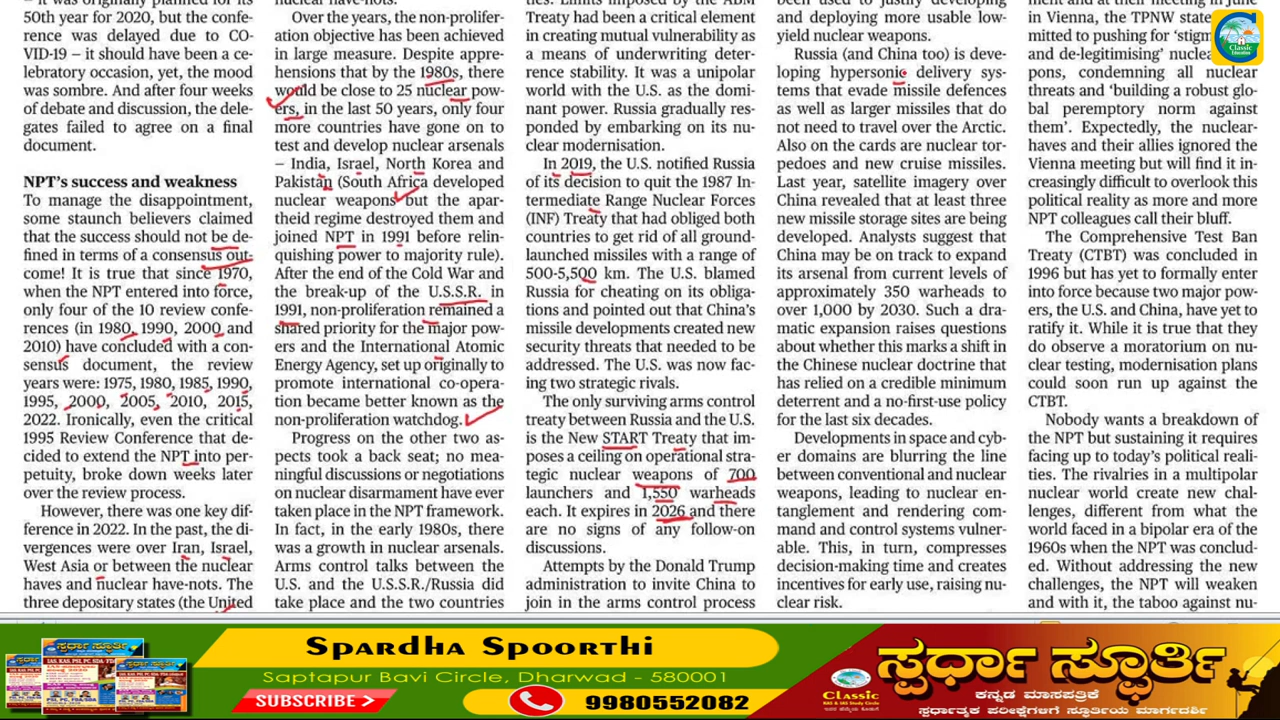 — it was originally planned for its
50th year for 2020, but the confe-
rence was delayed due to CO-
VID-19 — it should have been a ce-
lebratory occasion, yet, the mood
was sombre. And after four weeks
of debate and discussion, the dele-
gates failed to agree on a final
document.
NPT's success and weakness
To manage the disappointment,
some staunch believers claimed
that the success should not be de-
fined in terms of a consensus out-
come! It is true that since 1970,
when the NPT entered into force,
only four of the 10 review confe-
rences (in 1980, 1990, 2000 and
2010) have concluded with a con-
sensus document, the review
years were: 1975, 1980, 1985, 1990,
1995, 2000, 2005, 2010, 2015,
2022. Ironically, even the critical
1995 Review Conference that de-
cided to extend the NPT into per-
petuity, broke down weeks later
over the review process.
However, there was one key dif-
ference in 2022. In the past, the di-
vergences were over Iran, Israel,
West Asia or between the nuclear
haves and nuclear have-nots. The
three depositary states (the United
nuclear have-nots.
Over the years, the non-prolifer-
ation objective has been achieved
in large measure. Despite appre-
hensions that by the 1980s, there
would be close to 25 nuclear pow-
ers, in the last 50 years, only four
more countries have gone on to
test and develop nuclear arsenals
— India, Israel, North Korea and
Pakistan (South Africa developed
nuclear weapons but the apar-
theid regime destroyed them and
joined NPT in 1991 before relin-
quishing power to majority rule).
After the end of the Cold War and
the break-up of the U.S.S.R. in
1991, non-proliferation remained a
shared priority for the major pow-
ers and the International Atomic
Energy Agency, set up originally to
promote international co-opera-
tion became better known as the
non-proliferation watchdog.
Progress on the other two as-
pects took a back seat; no mea-
ningful discussions or negotiations
on nuclear disarmament have ever
taken place in the NPT framework.
In fact, in the early 1980s, there
was a growth in nuclear arsenals.
Arms control talks between the
U.S. and the U.S.S.R./Russia did
take place and the two countries
ties. Limits imposed by the ABM
Treaty had been a critical element
in creating mutual vulnerability as
a means of underwriting deter-
rence stability. It was a unipolar
world with the U.S. as the domi-
nant power. Russia gradually res-
ponded by embarking on its nu-
clear modernisation.
In 2019, the U.S. notified Russia
of its decision to quit the 1987 In-
termediate Range Nuclear Forces
(INF) Treaty that had obliged both
countries to get rid of all ground-
launched missiles with a range of
500-5,500 km. The U.S. blamed
Russia for cheating on its obliga-
tions and pointed out that China's
missile developments created new
security threats that needed to be
addressed. The U.S. was now fac-
ing two strategic rivals.
The only surviving arms control
treaty between Russia and the U.S.
is the New START Treaty that im-
poses a ceiling on operational stra-
tegic nuclear weapons of 700
launchers and 1,550 warheads
each. It expires in 2026 and there
are no signs of any follow-on
discussions.
Attempts by the Donald Trump
administration to invite China to
join in the arms control process
been used to justify developing
and deploying more usable low-
yield nuclear weapons.
Russia (and China too) is deve-
loping hypersonic delivery sys-
tems that evade missile defences
as well as larger missiles that do
not need to travel over the Arctic.
Also on the cards are nuclear tor-
pedoes and new cruise missiles.
Last year, satellite imagery over
China revealed that at least three
new missile storage sites are being
developed. Analysts suggest that
China may be on track to expand
its arsenal from current levels of
approximately 350 warheads to
over 1,000 by 2030. Such a dra-
matic expansion raises questions
about whether this marks a shift in
the Chinese nuclear doctrine that
has relied on a credible minimum
deterrent and a no-first-use policy
for the last six decades.
Developments in space and cyb-
er domains are blurring the line
between conventional and nuclear
weapons, leading to nuclear en-
tanglement and rendering com-
mand and control systems vulner-
able. This, in turn, compresses
decision-making time and creates
incentives for early use, raising nu-
clear risk.
ment and at their meeting in June
in Vienna, the TPNW state
mitted to pushing for 'stig
and de-legitimising' nucle
pons, condemning all nuclear
threats and 'building a robust glo-
bal peremptory norm against
them'. Expectedly, the nuclear-
haves and their allies ignored the
Vienna meeting but will find it in-
creasingly difficult to overlook this
political reality as more and more
NPT colleagues call their bluff.
The Comprehensive Test Ban
Treaty (CTBT) was concluded in
1996 but has yet to formally enter
into force because two major pow-
ers, the U.S. and China, have yet to
ratify it. While it is true that they
do observe a moratorium on nu-
clear testing, modernisation plans
could soon run up against the
CTBT.
Nobody wants a breakdown of
the NPT but sustaining it requires
facing up to today's political reali-
ties. The rivalries in a multipolar
nuclear world create new chal-
lenges, different from what the
world faced in a bipolar era of the
1960s when the NPT was conclud-
ed. Without addressing the new
challenges, the NPT will weaken
and with it, the taboo against nu-
Classic
Education
Spardha Spoorthi
Saptapur Bavi Circle, Dharwad - 580001
SUBSCRIBE
9980552082
ಸ್ಪರ್ಧಾ ಸ್ಫೂರ್ತಿ
ಕನ್ನಡ ಮಾಸಪತ್ರಿಕೆ
ಸ್ಪರ್ಧಾತ್ಮಕ ಪರೀಕ್ಷೆಗಳಿಗೆ ಸ್ಫೂರ್ತಿಯ ಮಾರ್ಗದರ್ಶಿ
Classic
KAS & IAS Study Circle